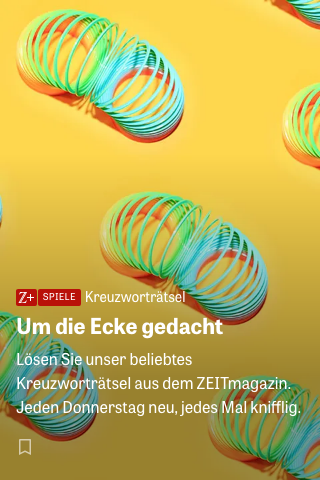 Z+ SPIELE Kreuzworträtsel
Um die Ecke gedacht
Lösen Sie unser beliebtes
Kreuzworträtsel aus dem ZEITmagazin.
Jeden Donnerstag neu, jedes Mal knifflig.